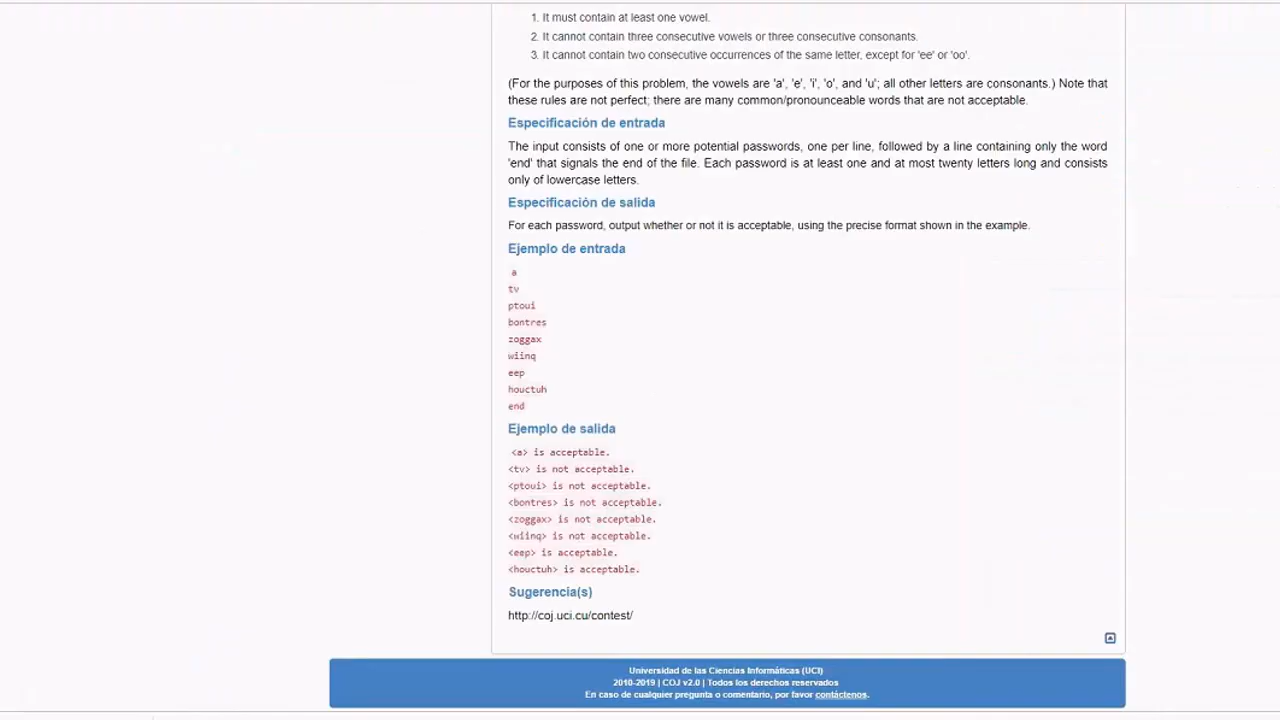 1. It must contain at least one vowel.
2. It cannot contain three consecutive vowels or three consecutive consonants.
3. It cannot contain two consecutive occurrences of the same letter, except for 'ee' or 'oo'.
(For the purposes of this problem, the vowels are 'a', 'e', 'i', 'o', and 'u'; all other letters are consonants.) Note that
these rules are not perfect; there are many common/pronounceable words that are not acceptable.
Especificación de entrada
The input consists of one or more potential passwords, one per line, followed by a line containing only the word
'end' that signals the end of the file. Each password is at least one and at most twenty letters long and consists
only of lowercase letters.
Especificación de salida
For each password, output whether or not it is acceptable, using the precise format shown in the example.
Ejemplo de entrada
a
tv
ptoui
bontres
zoggax
wiinq
eep
houctuh
end
Ejemplo de salida
<a> is acceptable.
<tv> is not acceptable.
<ptoui> is not acceptable.
<bontres> is not acceptable.
<zoggax> is not acceptable.
<wiinq> is not acceptable.
<eep> is acceptable.
<houctuh> is acceptable.
Sugerencia(s)
http://coj.uci.cu/contest/
Universidad de las Ciencias Informáticas (UCI)
2010-2019 | COJ v2.0 | Todos los derechos reservados
En caso de cualquier pregunta o comentario, por favor contáctenos.